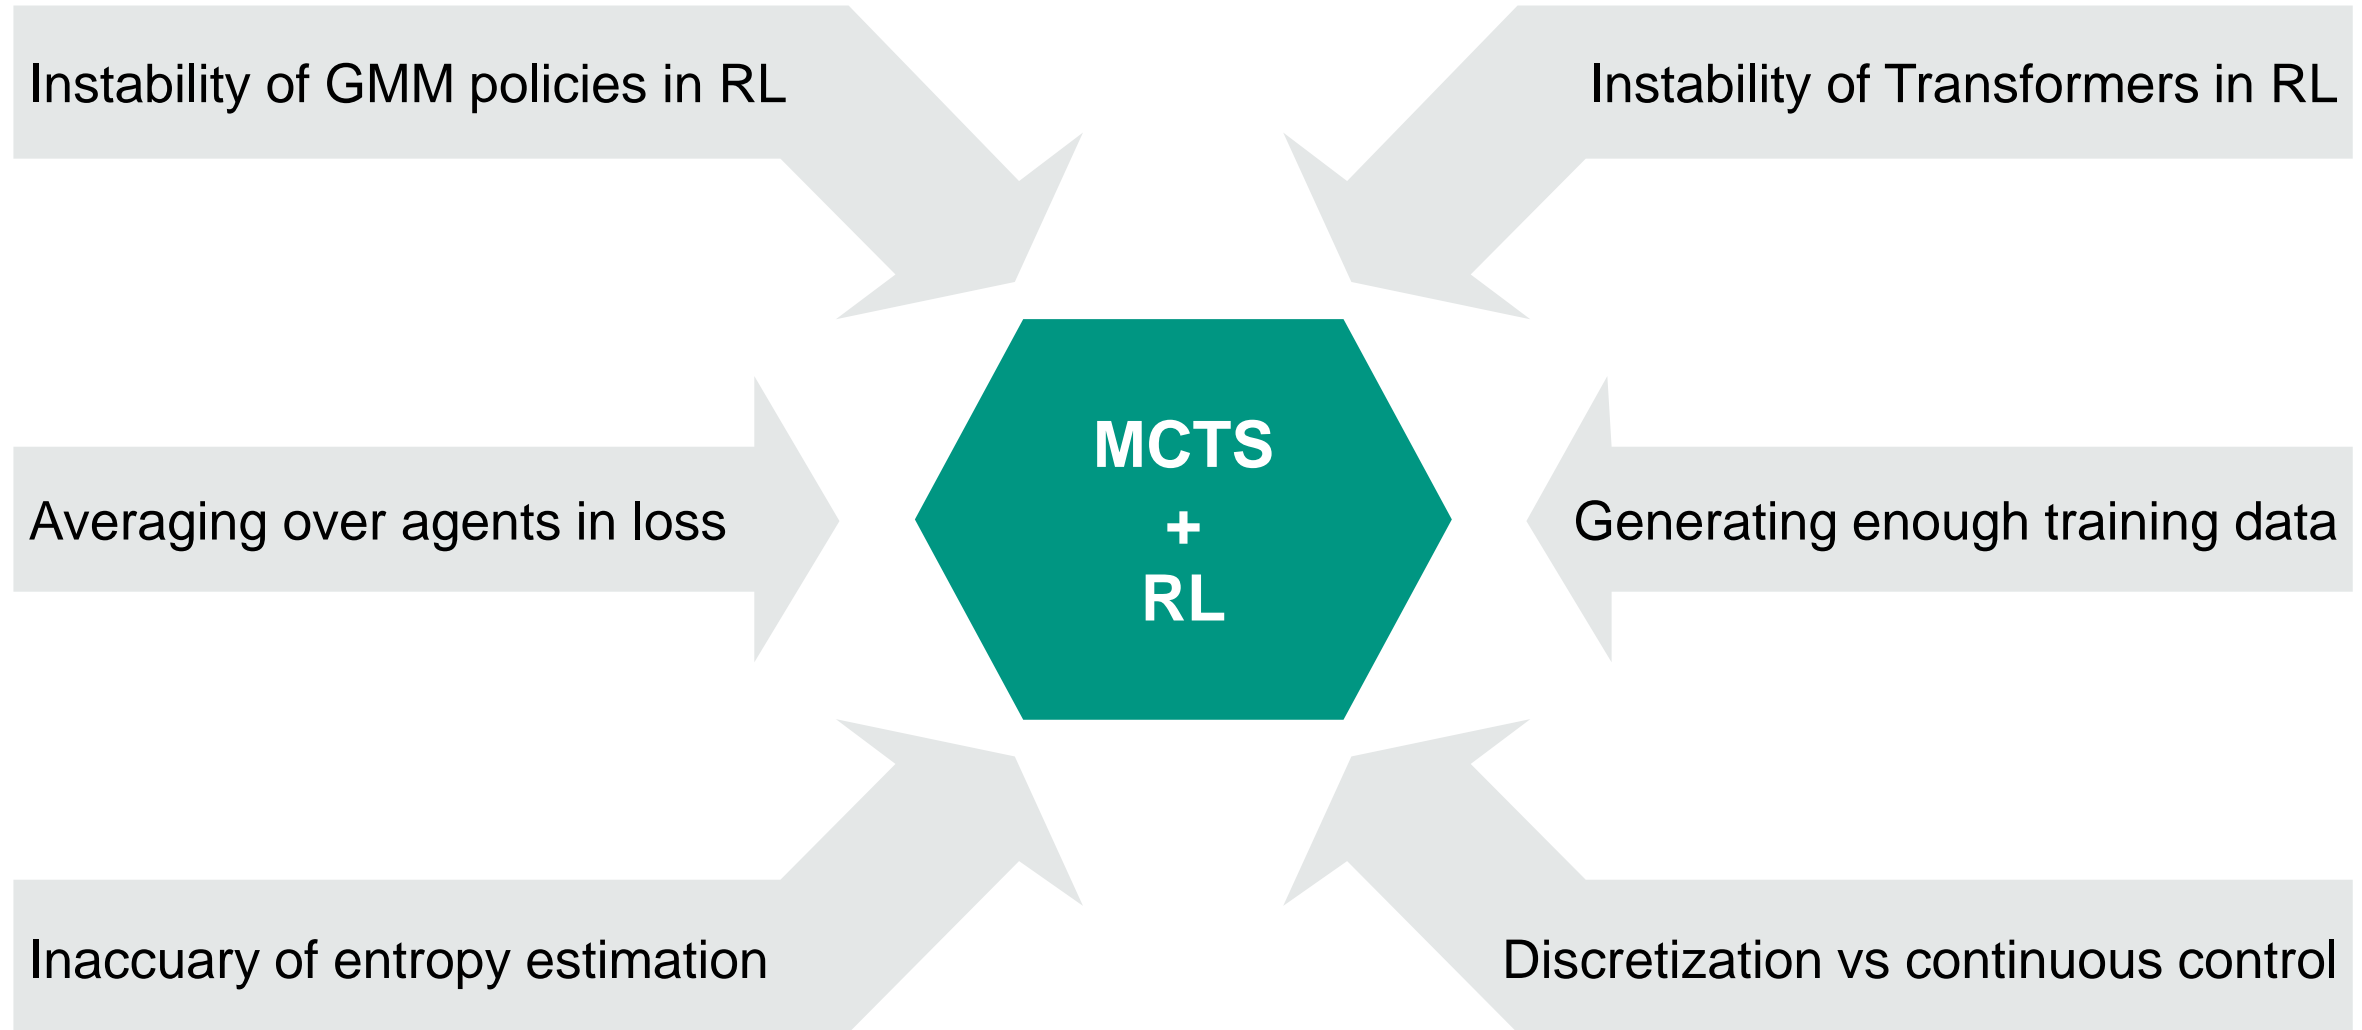 Instability of GMM policies in RL
Instability of Transformers in RL
Averaging over agents in loss
MCTS
+
RL
Generating enough training data
Inaccuary of entropy estimation
Discretization vs continuous control